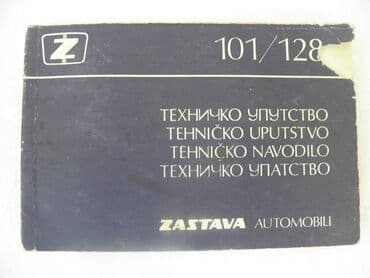 Z
101/128
ТЕХНИЧКО УПУТСТВО
TEHNIČKO UPUTSTVO
TEHNIČKO NAVODILO
ТЕХНИЧКО УПАТСТВО
ZASTAVA AUTOMOBILI